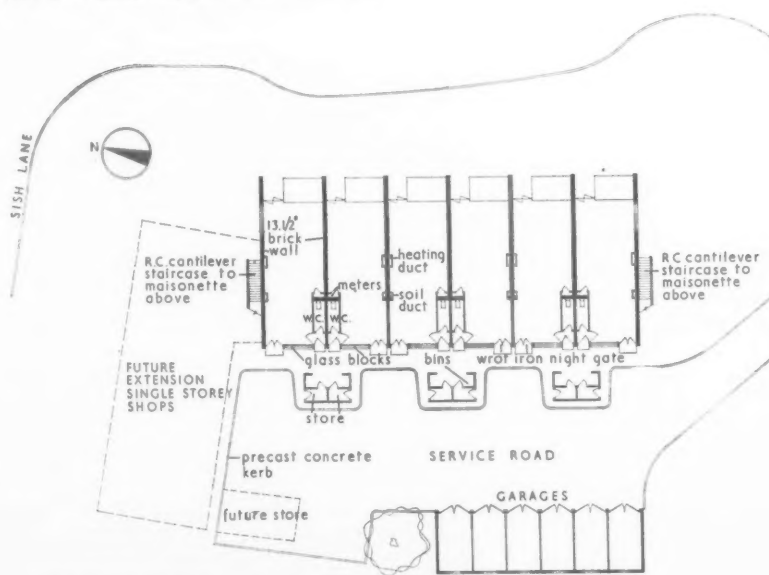 SISH LANE
N
13.1/2"
brick
wall
R.C. cantilever
staircase to
maisonette
above
heating
duct
meters
soil
duct
w.c.
w.c.
R.C. cantilever
staircase to
maisonette
above
glass blocks
bins
wrot iron night gate
FUTURE
EXTENSION
SINGLE STOREY
SHOPS
store
precast concrete
kerb
SERVICE ROAD
GARAGES
future store